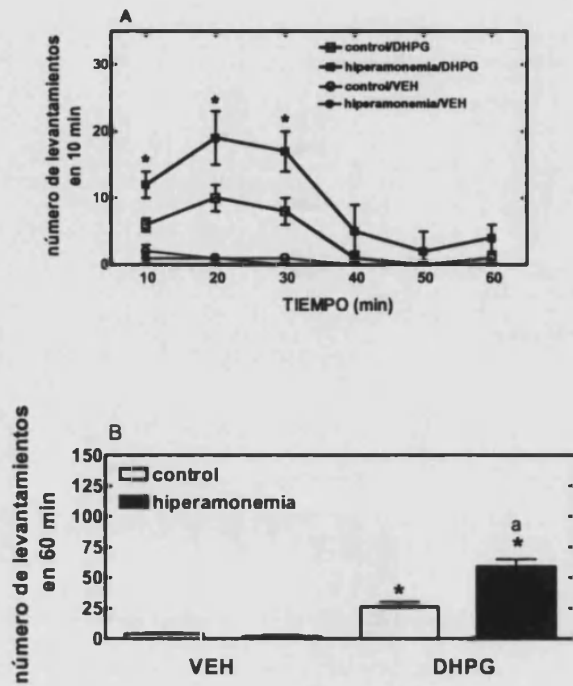 A
número de levantamientos
en 10 min
30
20
10
0
control/DHPG
hiperamonemia/DHPG
control/VEH
hiperamonemia/VEH
*
*
*
10 20 30 40 50 60
TIEMPO (min)
B
número de levantamientos
en 60 min
150
125
100
75
50
25
0
control
hiperamonemia
*
a
*
VEH DHPG